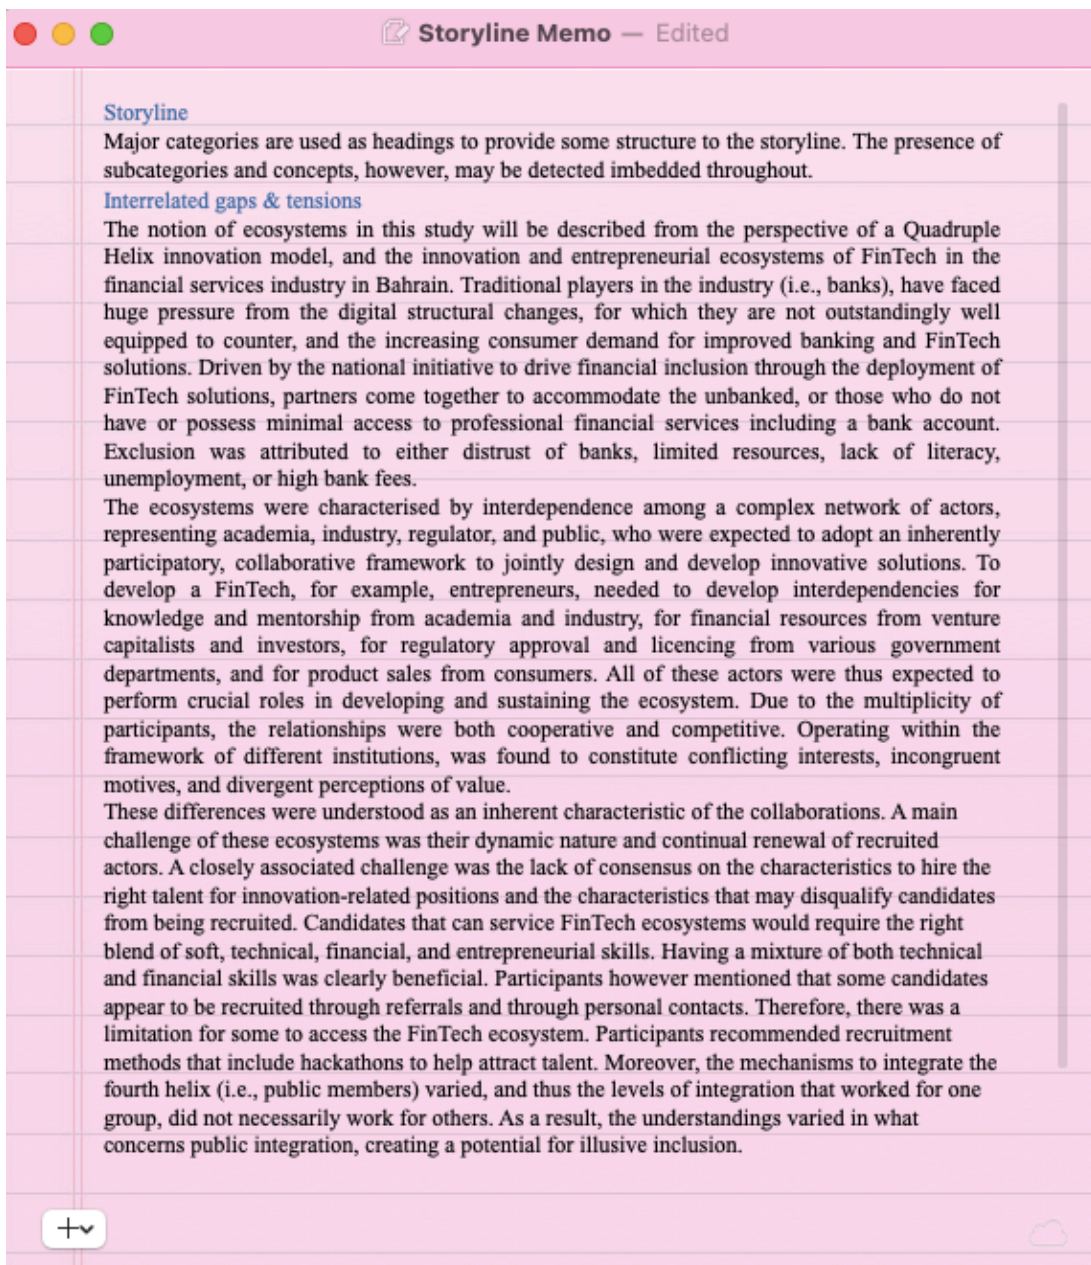 Storyline Memo — Edited
Storyline
Major categories are used as headings to provide some structure to the storyline. The presence of
subcategories and concepts, however, may be detected imbedded throughout.
Interrelated gaps & tensions
The notion of ecosystems in this study will be described from the perspective of a Quadruple
Helix innovation model, and the innovation and entrepreneurial ecosystems of FinTech in the
financial services industry in Bahrain. Traditional players in the industry (i.e., banks), have faced
huge pressure from the digital structural changes, for which they are not outstandingly well
equipped to counter, and the increasing consumer demand for improved banking and FinTech
solutions. Driven by the national initiative to drive financial inclusion through the deployment of
FinTech solutions, partners come together to accommodate the unbanked, or those who do not
have or possess minimal access to professional financial services including a bank account.
Exclusion was attributed to either distrust of banks, limited resources, lack of literacy,
unemployment, or high bank fees.
The ecosystems were characterised by interdependence among a complex network of actors,
representing academia, industry, regulator, and public, who were expected to adopt an inherently
participatory, collaborative framework to jointly design and develop innovative solutions. To
develop a FinTech, for example, entrepreneurs, needed to develop interdependencies for
knowledge and mentorship from academia and industry, for financial resources from venture
capitalists and investors, for regulatory approval and licencing from various government
departments, and for product sales from consumers. All of these actors were thus expected to
perform crucial roles in developing and sustaining the ecosystem. Due to the multiplicity of
participants, the relationships were both cooperative and competitive. Operating within the
framework of different institutions, was found to constitute conflicting interests, incongruent
motives, and divergent perceptions of value.
These differences were understood as an inherent characteristic of the collaborations. A main
challenge of these ecosystems was their dynamic nature and continual renewal of recruited
actors. A closely associated challenge was the lack of consensus on the characteristics to hire the
right talent for innovation-related positions and the characteristics that may disqualify candidates
from being recruited. Candidates that can service FinTech ecosystems would require the right
blend of soft, technical, financial, and entrepreneurial skills. Having a mixture of both technical
and financial skills was clearly beneficial. Participants however mentioned that some candidates
appear to be recruited through referrals and through personal contacts. Therefore, there was a
limitation for some to access the FinTech ecosystem. Participants recommended recruitment
methods that include hackathons to help attract talent. Moreover, the mechanisms to integrate the
fourth helix (i.e., public members) varied, and thus the levels of integration that worked for one
group, did not necessarily work for others. As a result, the understandings varied in what
concerns public integration, creating a potential for illusive inclusion.